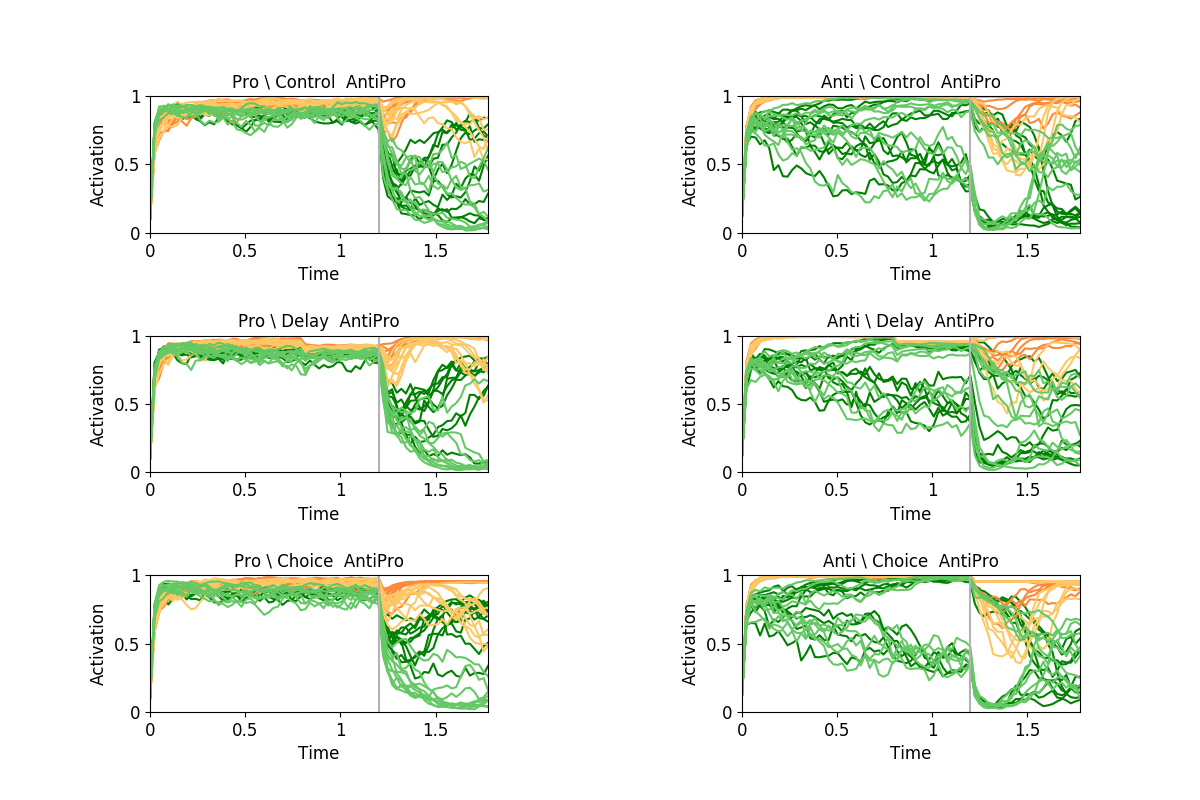 Pro \ Control  AntiPro
Anti \ Control  AntiPro
1
0.5
0
Activation
0
0.5
1
1.5
Time
1
0.5
0
Activation
0
0.5
1
1.5
Time
Pro \ Delay  AntiPro
Anti \ Delay  AntiPro
1
0.5
0
Activation
0
0.5
1
1.5
Time
1
0.5
0
Activation
0
0.5
1
1.5
Time
Pro \ Choice  AntiPro
Anti \ Choice  AntiPro
1
0.5
0
Activation
0
0.5
1
1.5
Time
1
0.5
0
Activation
0
0.5
1
1.5
Time